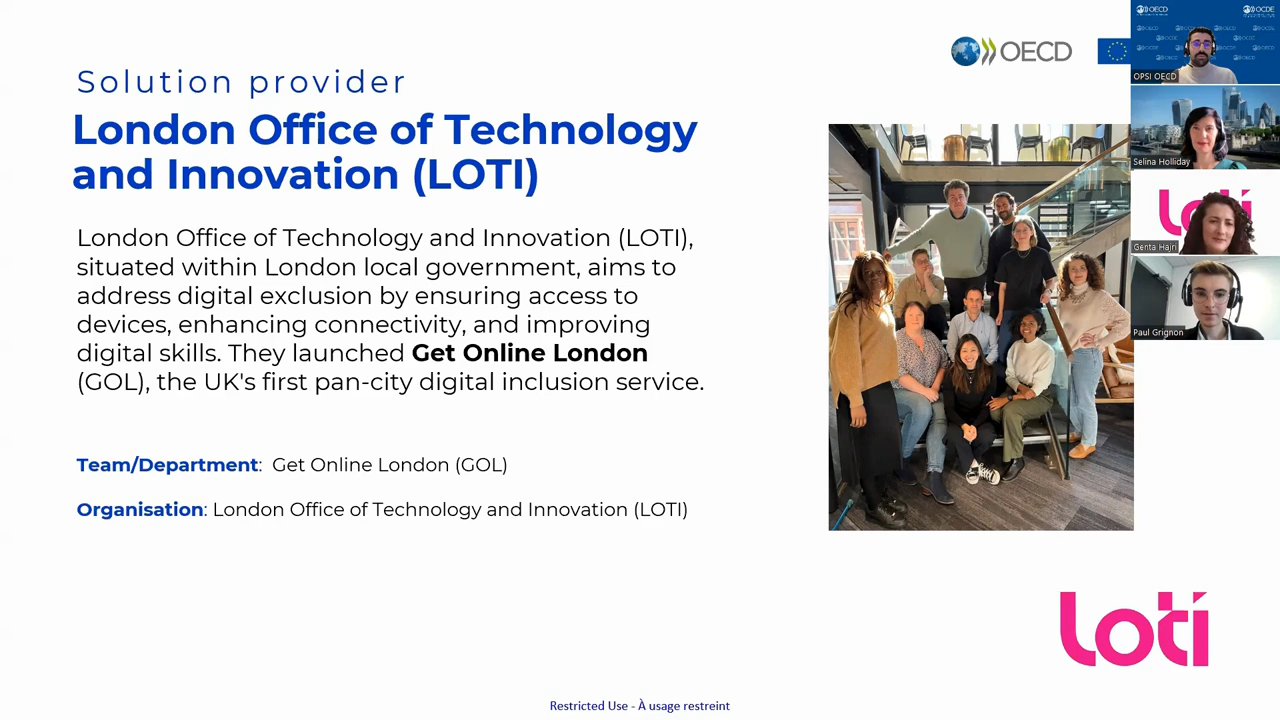 Solution provider
London Office of Technology
and Innovation (LOTI)
London Office of Technology and Innovation (LOTI),
situated within London local government, aims to
address digital exclusion by ensuring access to
devices, enhancing connectivity, and improving
digital skills. They launched Get Online London
(GOL), the UK's first pan-city digital inclusion service.
Team/Department: Get Online London (GOL)
Organisation: London Office of Technology and Innovation (LOTI)
OECD
OECD
OCDE
OPSI OECD
Selina Holliday
loti
Genta Hajri
Paul Grignon
loti
Restricted Use - À usage restreint